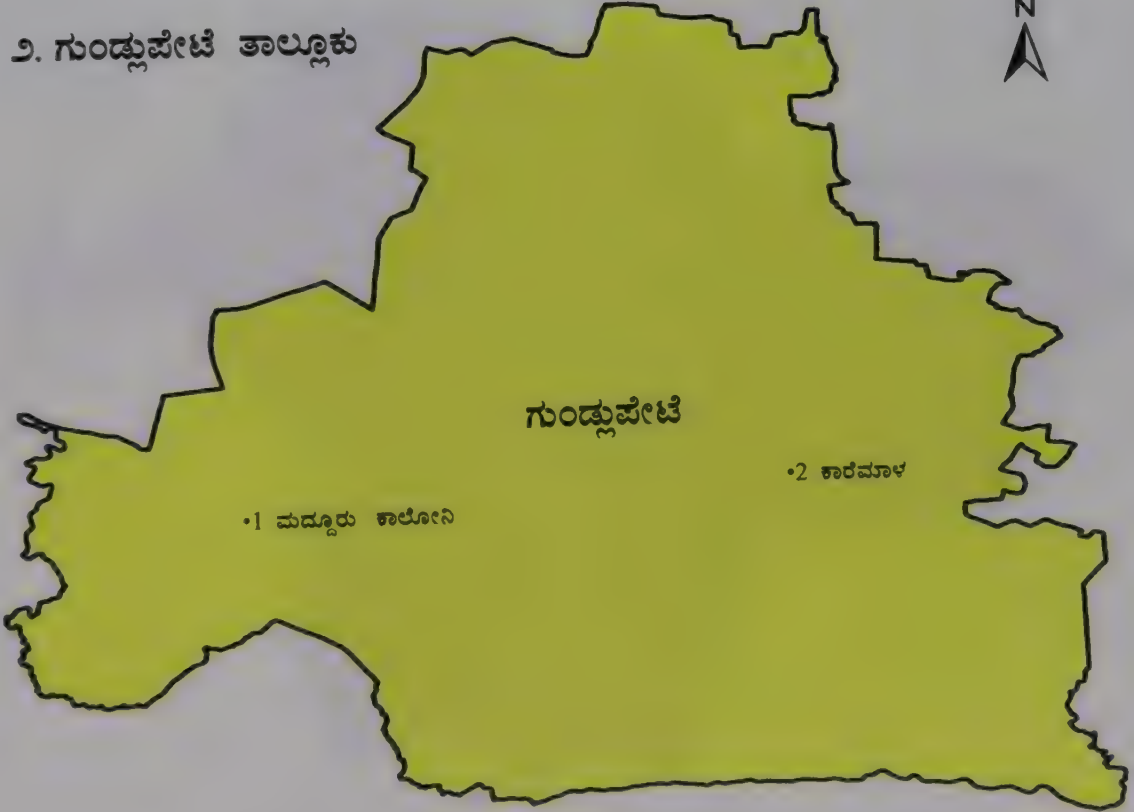 ೨. ಗುಂಡ್ಲುಪೇಟೆ ತಾಲ್ಲೂಕು
N
ಗುಂಡ್ಲುಪೇಟೆ
•2 ಕಾರೆಮಾಳ
•1 ಮದ್ದೂರು ಕಾಲೋನಿ